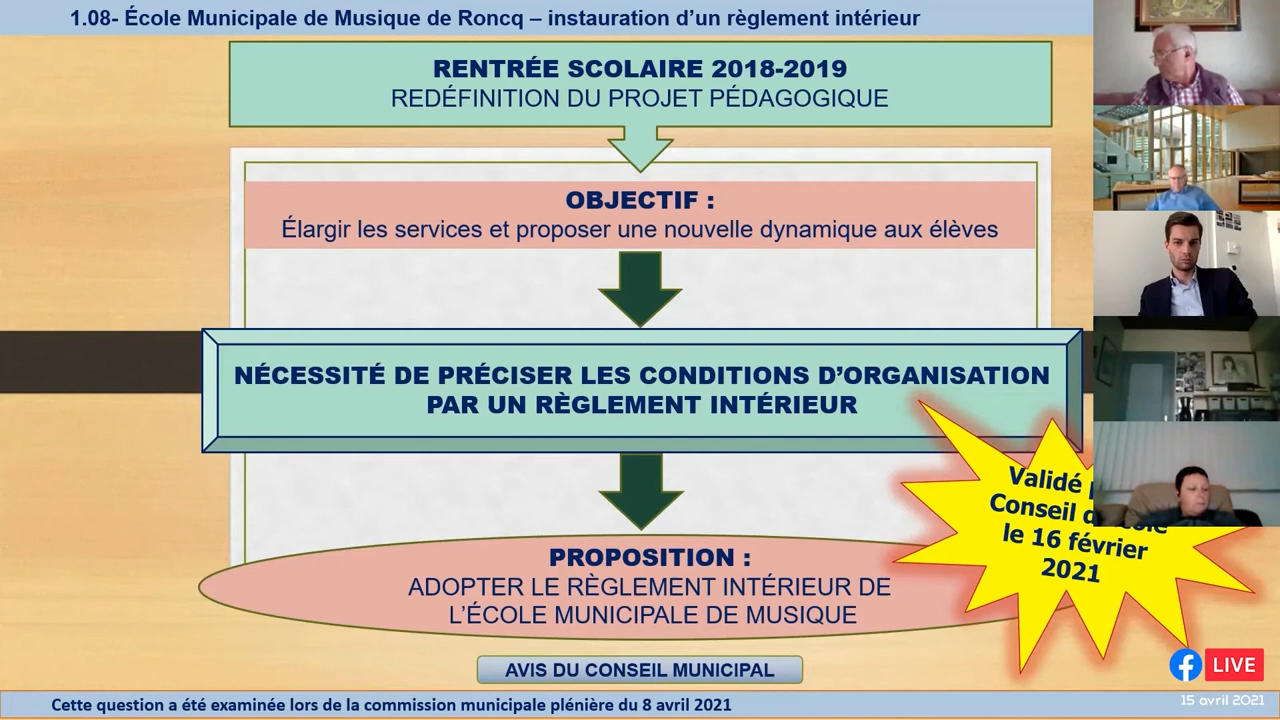 1.08- École Municipale de Musique de Roncq – instauration d’un règlement intérieur
RENTRÉE SCOLAIRE 2018-2019
REDÉFINITION DU PROJET PÉDAGOGIQUE
OBJECTIF :
Élargir les services et proposer une nouvelle dynamique aux élèves
NÉCESSITÉ DE PRÉCISER LES CONDITIONS D’ORGANISATION
PAR UN RÈGLEMENT INTÉRIEUR
Validé
Conseil
le 16 février
2021
PROPOSITION :
ADOPTER LE RÈGLEMENT INTÉRIEUR DE
L’ÉCOLE MUNICIPALE DE MUSIQUE
AVIS DU CONSEIL MUNICIPAL
LIVE
15 avril 2021
Cette question a été examinée lors de la commission municipale plénière du 8 avril 2021